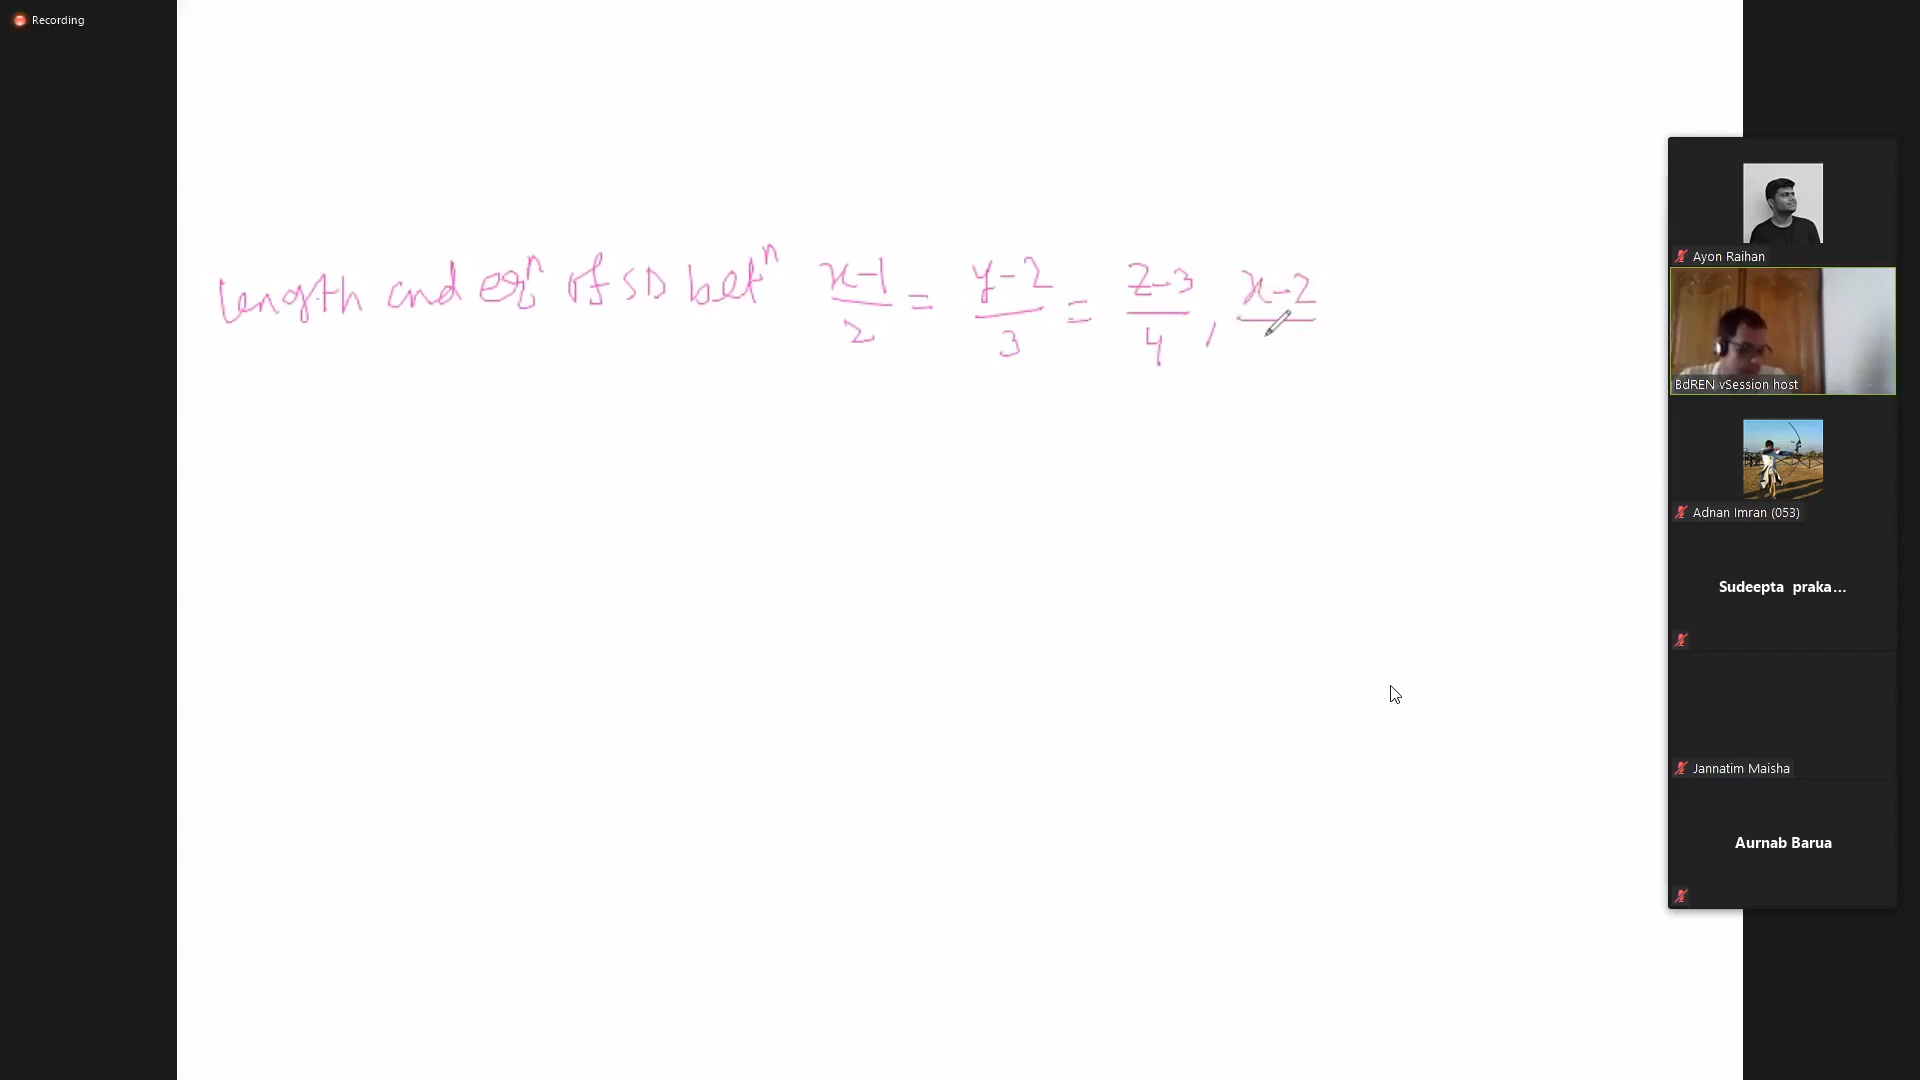 Recording
length and eqⁿ of SD betⁿ x-1/2 = y-2/3 = z-3/4 , x-2
Ayon Raihan
BdREN vSession host
Adnan Imran (053)
Sudeepta praka...
Jannatim Maisha
Aurnab Barua